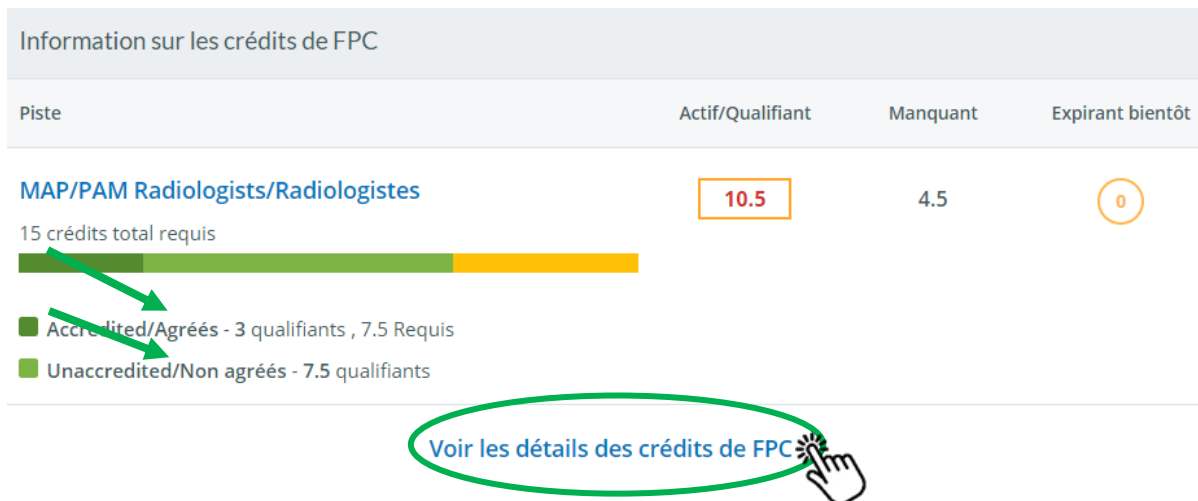 Information sur les crédits de FPC
Piste Actif/Qualifiant Manquant Expirant bientôt
MAP/PAM Radiologists/Radiologistes 10.5 4.5 0
15 crédits total requis
Accredited/Agréés - 3 qualifiants , 7.5 Requis
Unaccredited/Non agréés - 7.5 qualifiants
Voir les détails des crédits de FPC